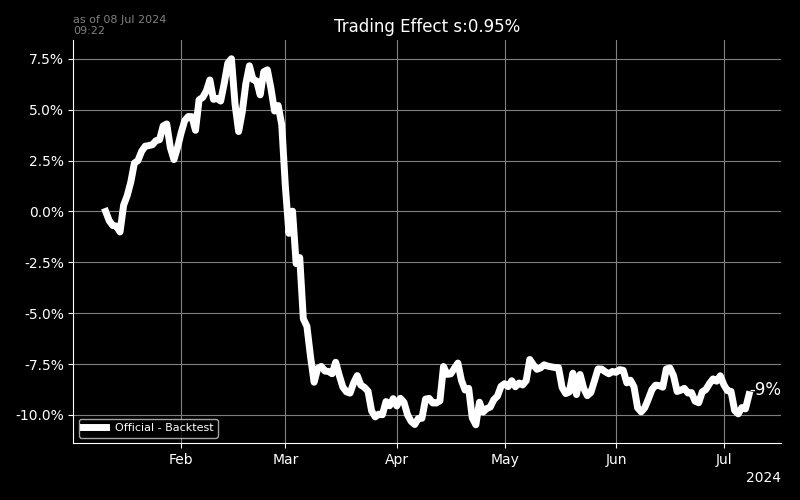 as of 08 Jul 2024
09:22
Trading Effect s:0.95%
7.5%
5.0%
2.5%
0.0%
-2.5%
-5.0%
-7.5%
-10.0%
-9%
Official - Backtest
Feb Mar Apr May Jun Jul
2024